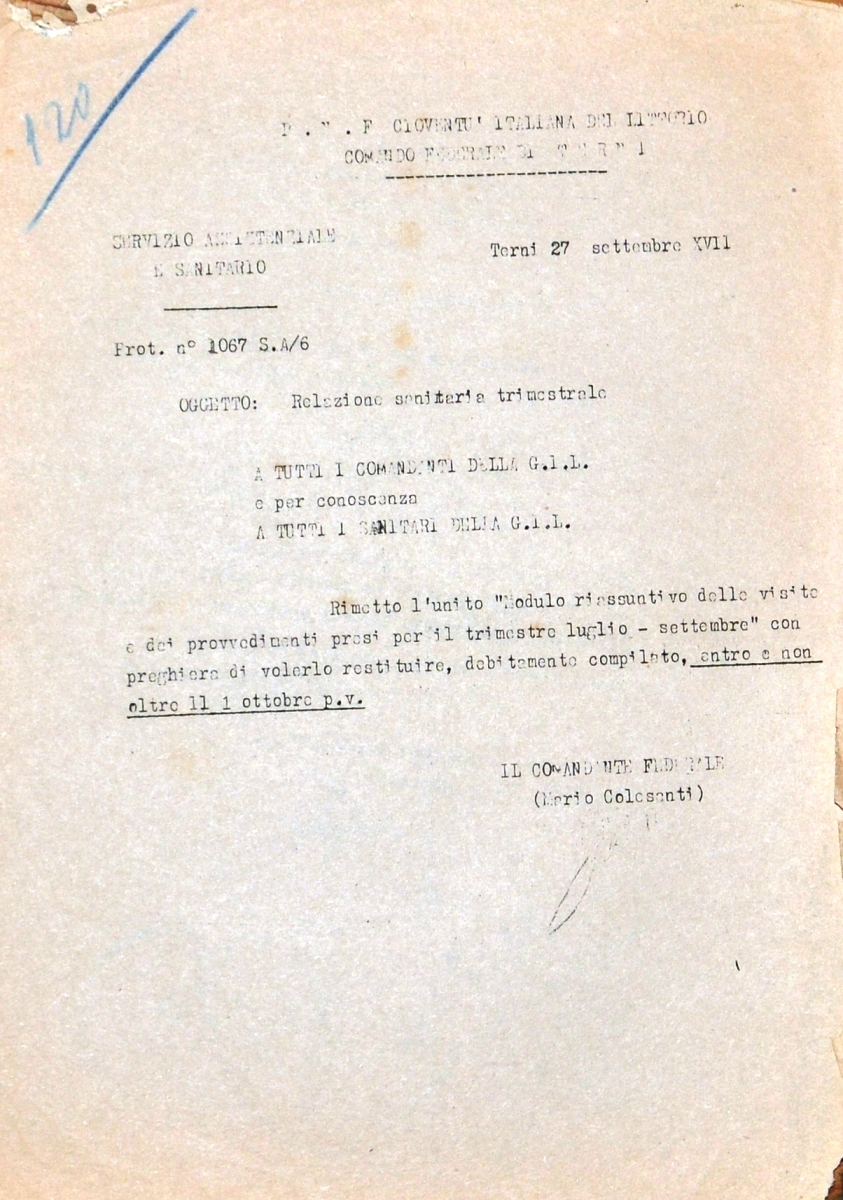 120
P. N. F GIOVENTU' ITALIANA DEL LITTORIO
COMANDO FEDERALE DI T E R N I
SERVIZIO ASSISTENZIALE
E SANITARIO
Terni 27 settembre XVII
Prot. n° 1067 S.A/6
OGGETTO: Relazione sanitaria trimestrale
A TUTTI I COMANDANTI DELLA G.I.L.
e per conoscenza
A TUTTI I SANITARI DELLA G.I.L.
Rimetto l'unito "Modulo riassuntivo delle visite
e dei provvedimenti presi per il trimestre luglio - settembre" con
preghiera di volerlo restituire, debitamente compilato, entro e non
oltre il 1 ottobre p.v.
IL COMANDANTE FEDERALE
(Mario Colesanti)